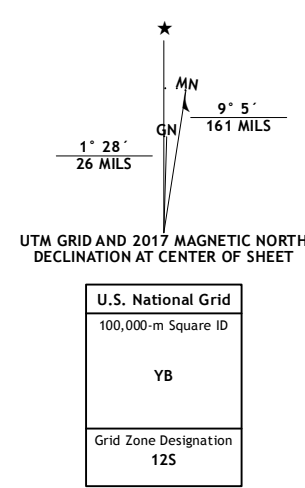 ★
MN
GN
9° 5´
161 MILS
1° 28´
26 MILS
UTM GRID AND 2017 MAGNETIC NORTH
DECLINATION AT CENTER OF SHEET
U.S. National Grid
100,000-m Square ID
YB
Grid Zone Designation
12S